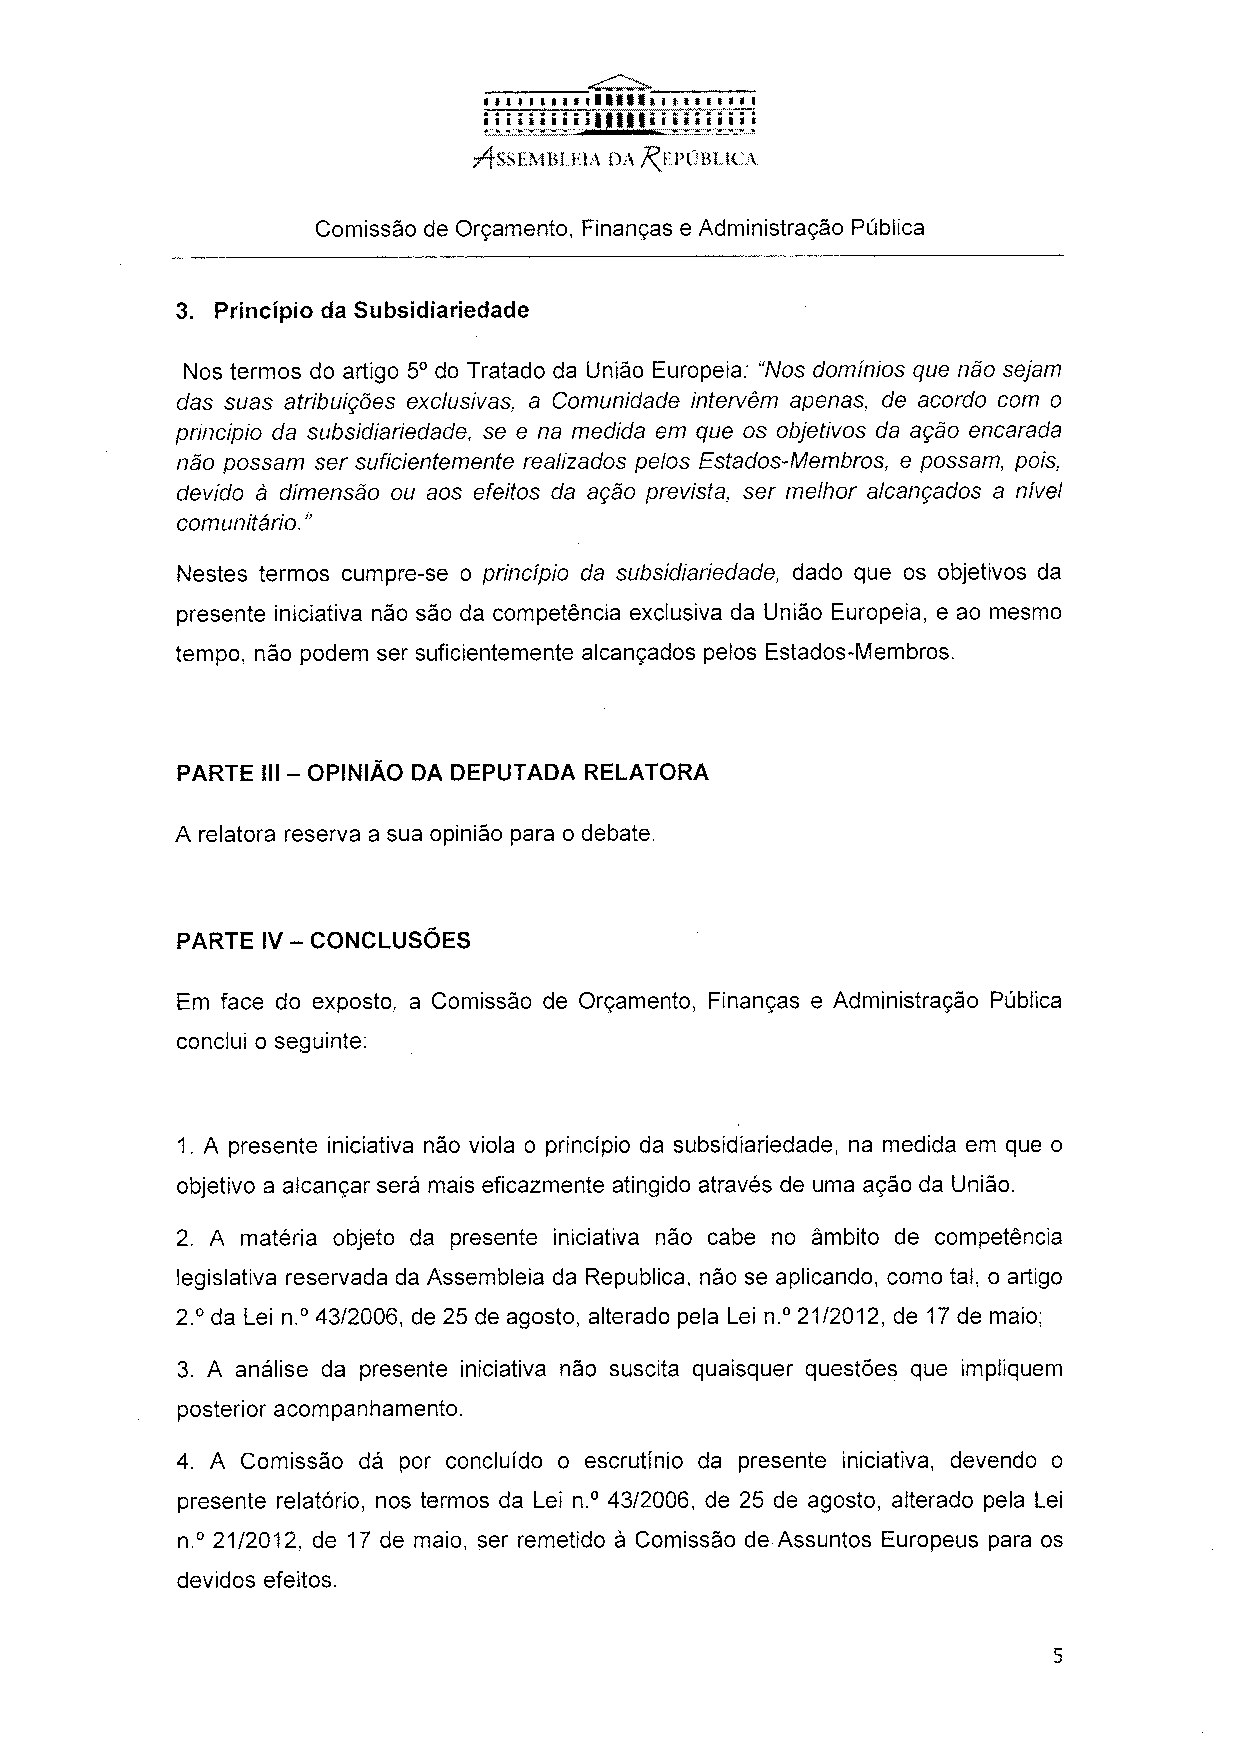 ASSEMBLEIA DA REPÚBLICA
Comissão de Orçamento, Finanças e Administração Pública
3. Princípio da Subsidiariedade
Nos termos do artigo 5º do Tratado da União Europeia: “Nos domínios que não sejam
das suas atribuições exclusivas, a Comunidade intervêm apenas, de acordo com o
principio da subsidiariedade, se e na medida em que os objetivos da ação encarada
não possam ser suficientemente realizados pelos Estados-Membros, e possam, pois,
devido à dimensão ou aos efeitos da ação prevista, ser melhor alcançados a nível
comunitário.”
Nestes termos cumpre-se o princípio da subsidiariedade, dado que os objetivos da
presente iniciativa não são da competência exclusiva da União Europeia, e ao mesmo
tempo, não podem ser suficientemente alcançados pelos Estados-Membros.
PARTE III – OPINIÃO DA DEPUTADA RELATORA
A relatora reserva a sua opinião para o debate.
PARTE IV – CONCLUSÕES
Em face do exposto, a Comissão de Orçamento, Finanças e Administração Pública
conclui o seguinte:
1. A presente iniciativa não viola o princípio da subsidiariedade, na medida em que o
objetivo a alcançar será mais eficazmente atingido através de uma ação da União.
2. A matéria objeto da presente iniciativa não cabe no âmbito de competência
legislativa reservada da Assembleia da Republica, não se aplicando, como tal, o artigo
2.º da Lei n.º 43/2006, de 25 de agosto, alterado pela Lei n.º 21/2012, de 17 de maio;
3. A análise da presente iniciativa não suscita quaisquer questões que impliquem
posterior acompanhamento.
4. A Comissão dá por concluído o escrutínio da presente iniciativa, devendo o
presente relatório, nos termos da Lei n.º 43/2006, de 25 de agosto, alterado pela Lei
n.º 21/2012, de 17 de maio, ser remetido à Comissão de Assuntos Europeus para os
devidos efeitos.
5